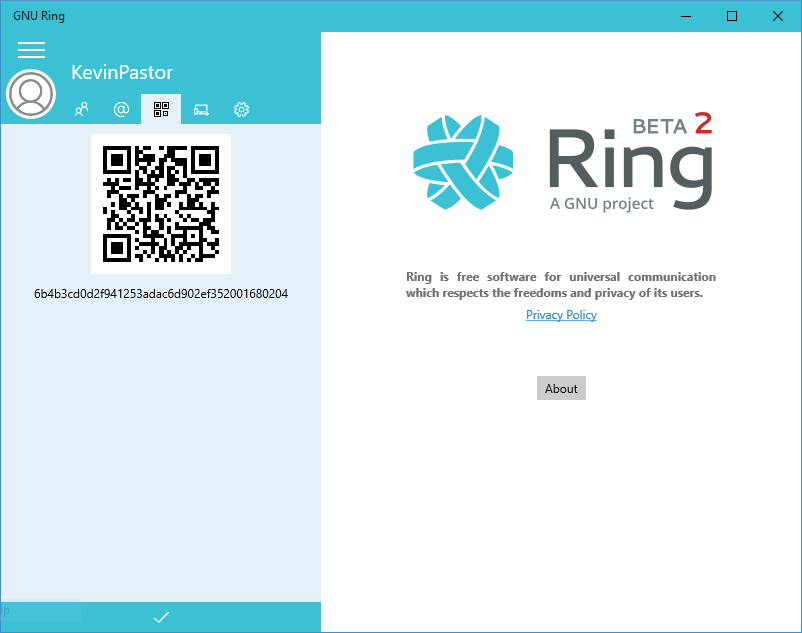 GNU Ring
KevinPastor
6b4b3cd0d2f941253adac6d902ef352001680204
BETA 2
Ring
A GNU project
Ring is free software for universal communication
which respects the freedoms and privacy of its users.
Privacy Policy
About